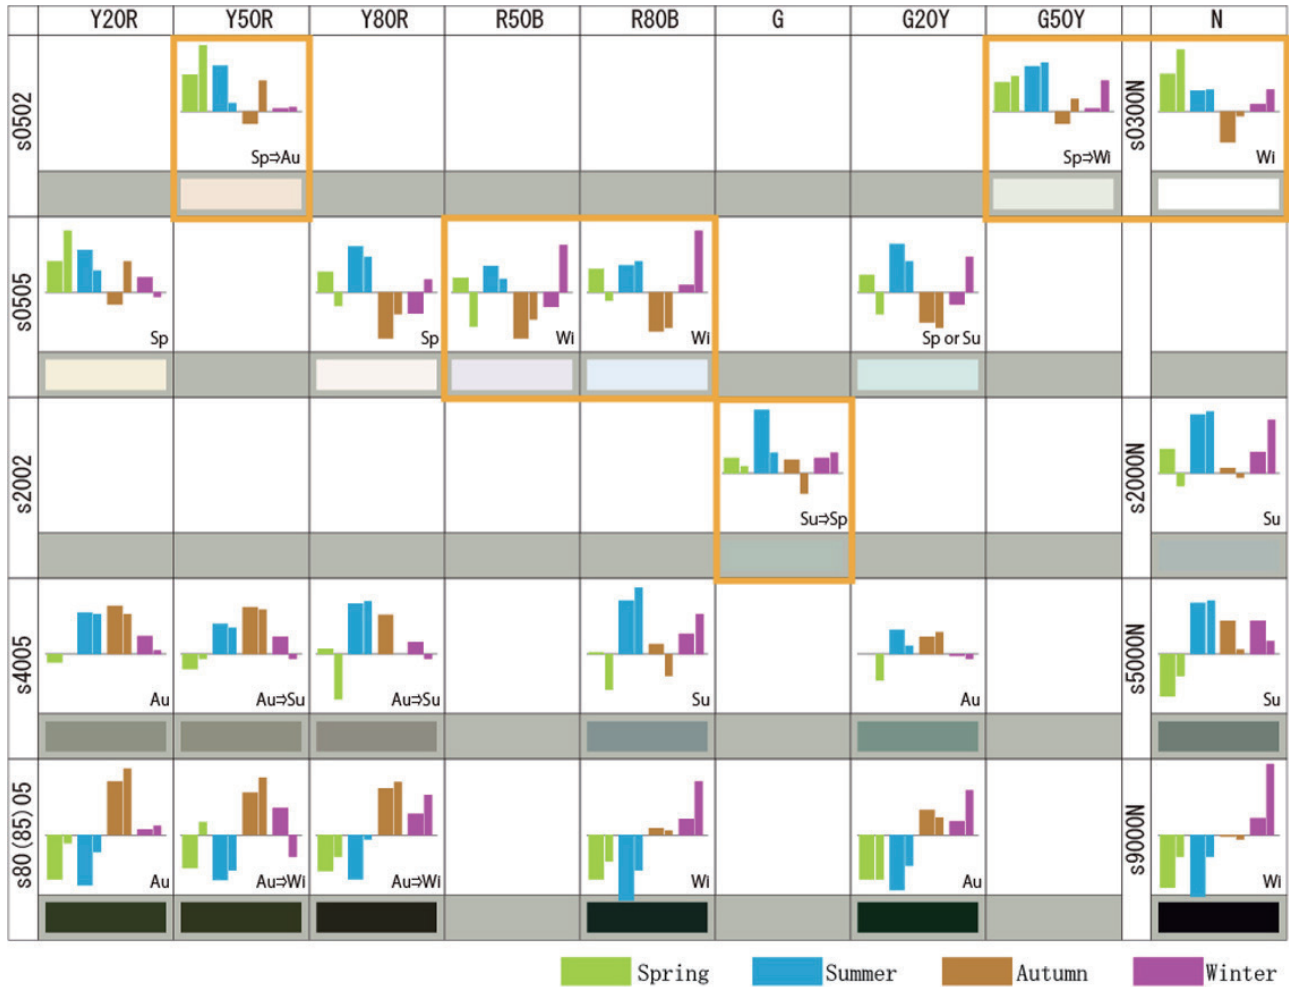 Y20R Y50R Y80R R50B R80B G G20Y G50Y N
s0502 Sp⇒Au Sp⇒Wi s0300N Wi
s0505 Sp Sp Wi Wi Sp or Su
s2002 Su⇒Sp s2000N Su
s4005 Au Au⇒Su Au⇒Su Su Au s5000N Su
s80(85)05 Au Au⇒Wi Au⇒Wi Wi Au s9000N Wi
Spring Summer Autumn Winter